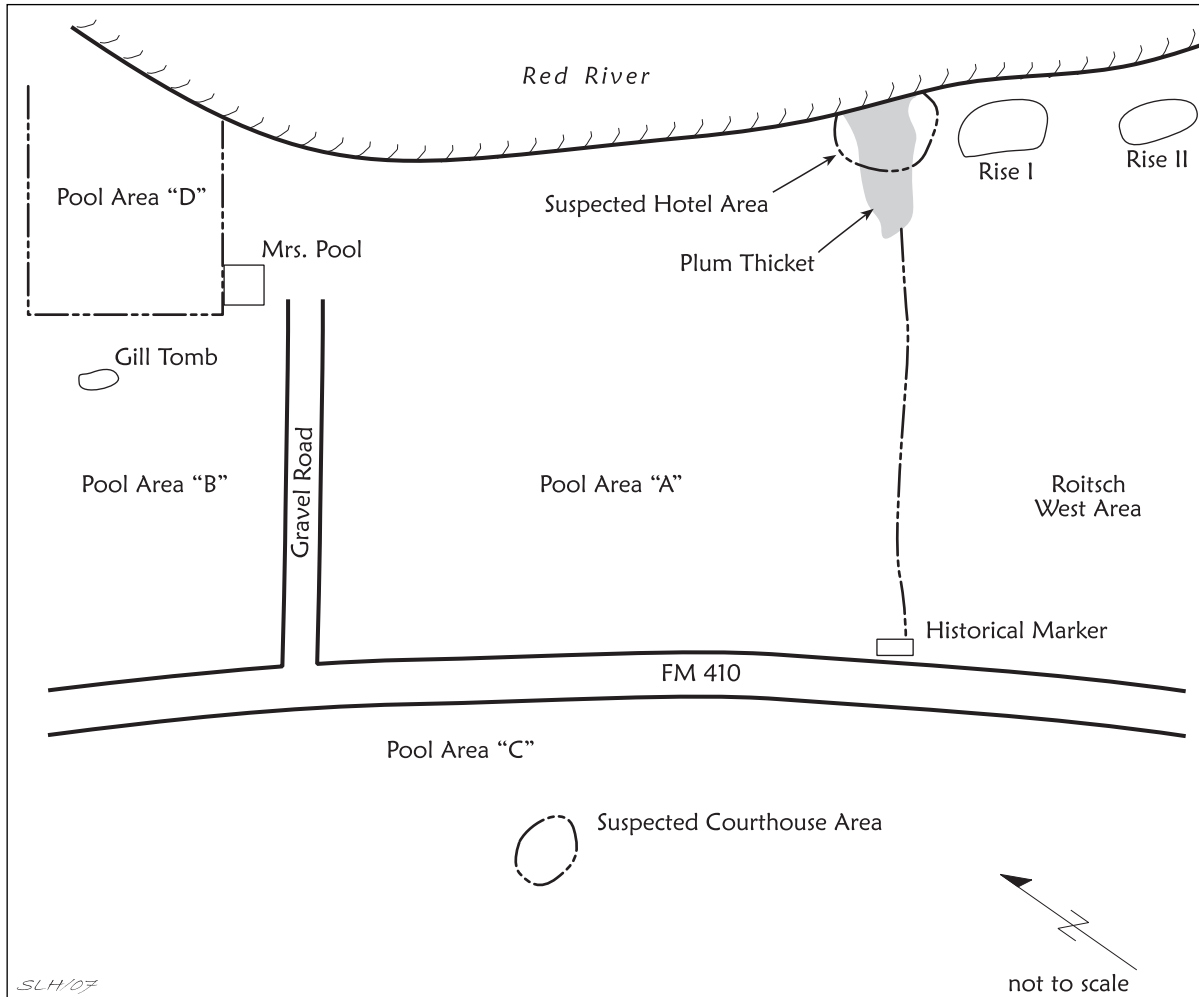 Red River
Rise I
Rise II
Pool Area “D”
Suspected Hotel Area
Mrs. Pool
Plum Thicket
Gill Tomb
Pool Area “B”
Gravel Road
Pool Area “A”
Roitsch
West Area
Historical Marker
FM 410
Pool Area “C”
Suspected Courthouse Area
N
SLH/07
not to scale